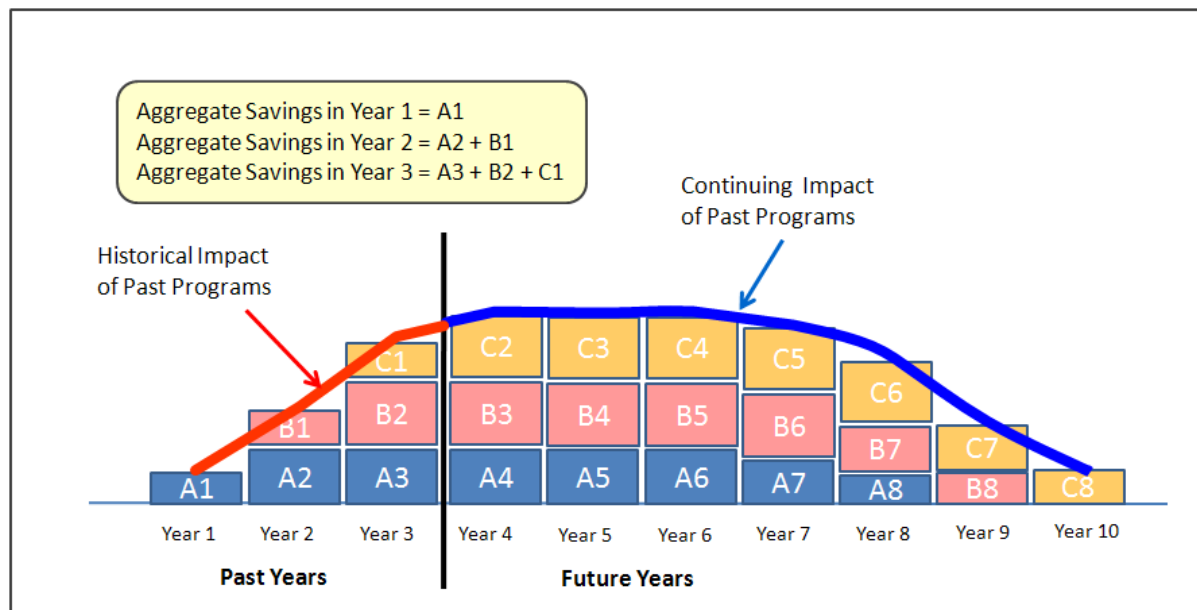 Aggregate Savings in Year 1 = A1
Aggregate Savings in Year 2 = A2 + B1
Aggregate Savings in Year 3 = A3 + B2 + C1
Continuing Impact
of Past Programs
Historical Impact
of Past Programs
C1 C2 C3 C4 C5 C6
B1 B2 B3 B4 B5 B6 B7 C7
A1 A2 A3 A4 A5 A6 A7 A8 B8 C8
Year 1 Year 2 Year 3 Year 4 Year 5 Year 6 Year 7 Year 8 Year 9 Year 10
Past Years Future Years